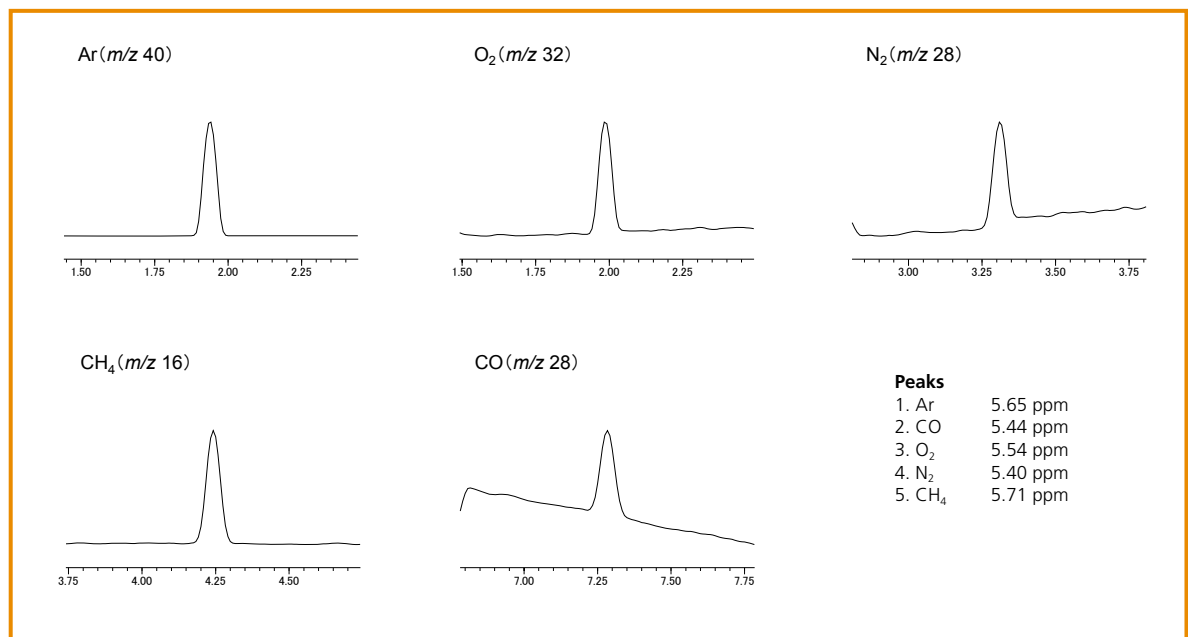 Ar（m/z 40）
O₂（m/z 32）
N₂（m/z 28）
1.50 1.75 2.00 2.25
1.50 1.75 2.00 2.25
3.00 3.25 3.50 3.75
CH₄（m/z 16）
CO（m/z 28）
3.75 4.00 4.25 4.50
7.00 7.25 7.50 7.75
Peaks
1. Ar 5.65 ppm
2. CO 5.44 ppm
3. O₂ 5.54 ppm
4. N₂ 5.40 ppm
5. CH₄ 5.71 ppm